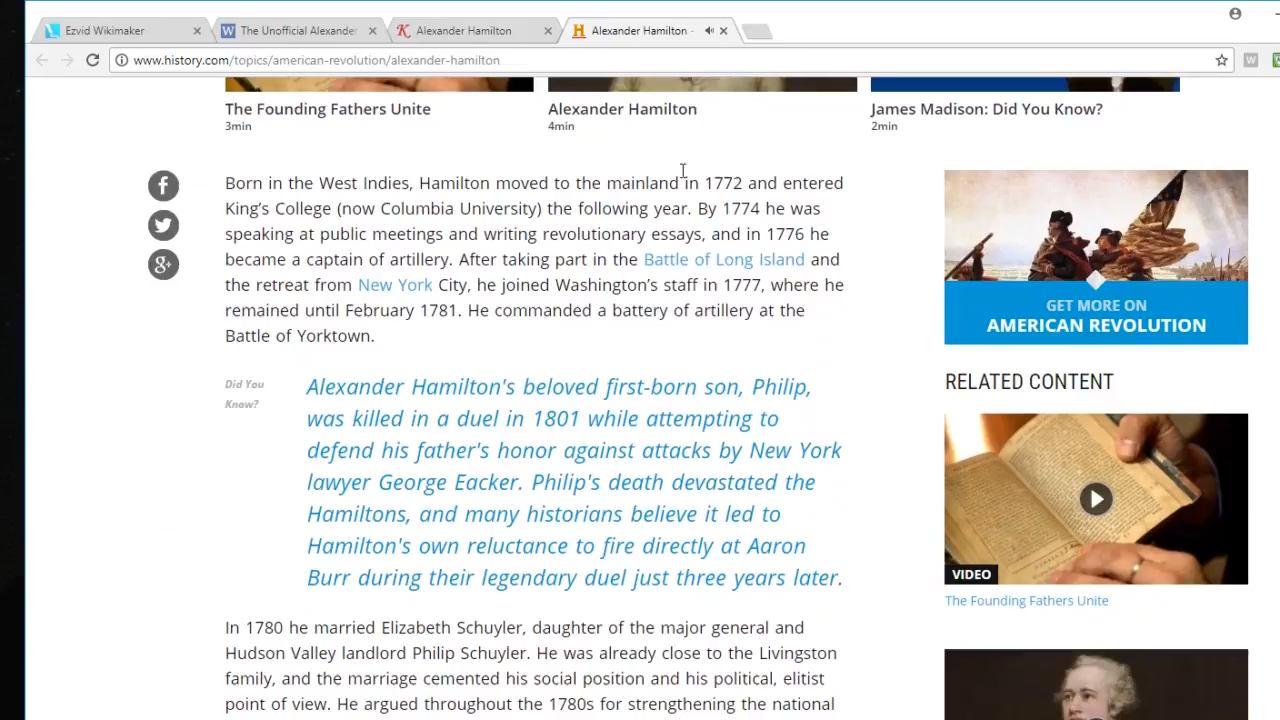 Ezvid Wikimaker
The Unofficial Alexander
Alexander Hamilton
Alexander Hamilton -
www.history.com/topics/american-revolution/alexander-hamilton
The Founding Fathers Unite
3min
Alexander Hamilton
4min
James Madison: Did You Know?
2min
Born in the West Indies, Hamilton moved to the mainland in 1772 and entered
King's College (now Columbia University) the following year. By 1774 he was
speaking at public meetings and writing revolutionary essays, and in 1776 he
became a captain of artillery. After taking part in the Battle of Long Island and
the retreat from New York City, he joined Washington's staff in 1777, where he
remained until February 1781. He commanded a battery of artillery at the
Battle of Yorktown.
Did You
Know?
Alexander Hamilton's beloved first-born son, Philip,
was killed in a duel in 1801 while attempting to
defend his father's honor against attacks by New York
lawyer George Eacker. Philip's death devastated the
Hamiltons, and many historians believe it led to
Hamilton's own reluctance to fire directly at Aaron
Burr during their legendary duel just three years later.
In 1780 he married Elizabeth Schuyler, daughter of the major general and
Hudson Valley landlord Philip Schuyler. He was already close to the Livingston
family, and the marriage cemented his social position and his political, elitist
point of view. He argued throughout the 1780s for strengthening the national
GET MORE ON
AMERICAN REVOLUTION
RELATED CONTENT
VIDEO
The Founding Fathers Unite